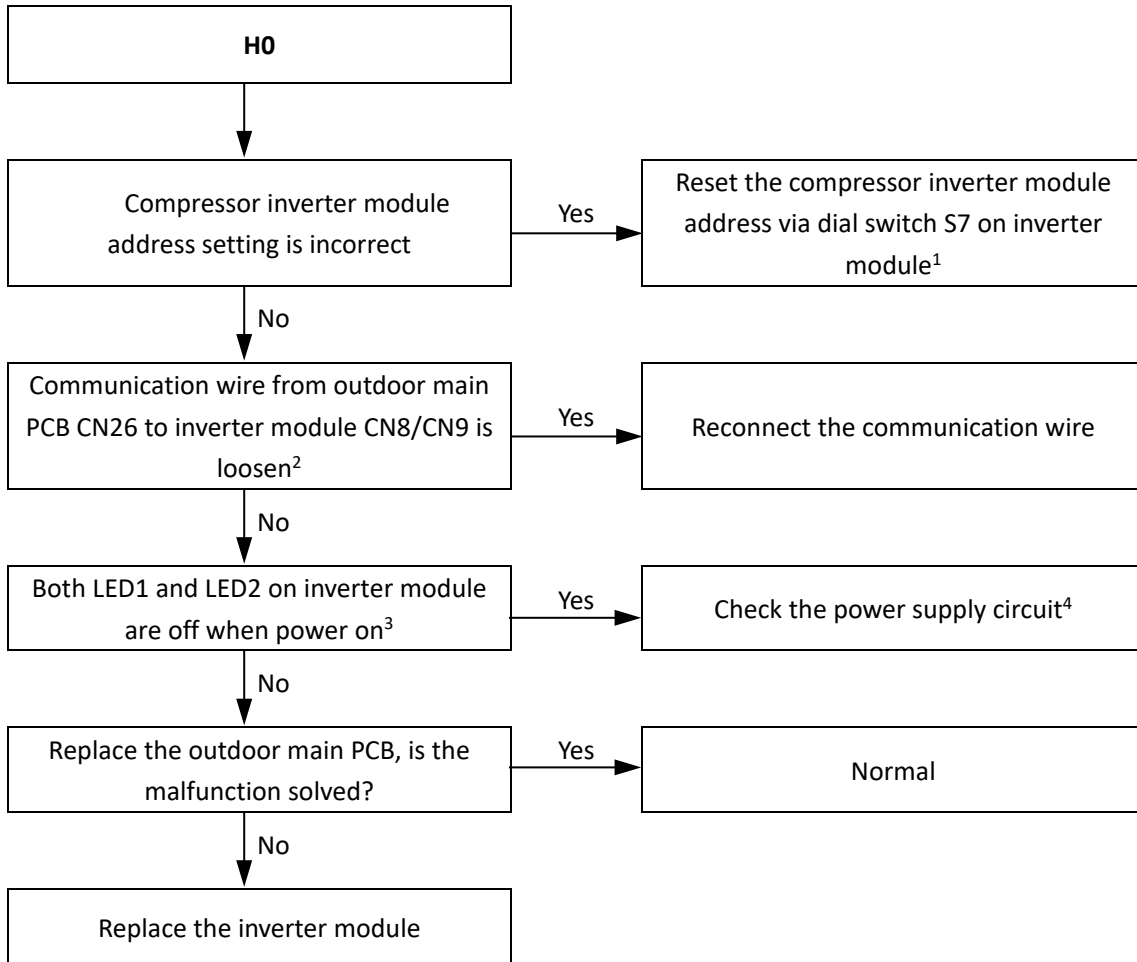 H0
Compressor inverter module
address setting is incorrect
Yes
Reset the compressor inverter module
address via dial switch S7 on inverter
module¹
No
Communication wire from outdoor main
PCB CN26 to inverter module CN8/CN9 is
loosen²
Yes
Reconnect the communication wire
No
Both LED1 and LED2 on inverter module
are off when power on³
Yes
Check the power supply circuit⁴
No
Replace the outdoor main PCB, is the
malfunction solved?
Yes
Normal
No
Replace the inverter module